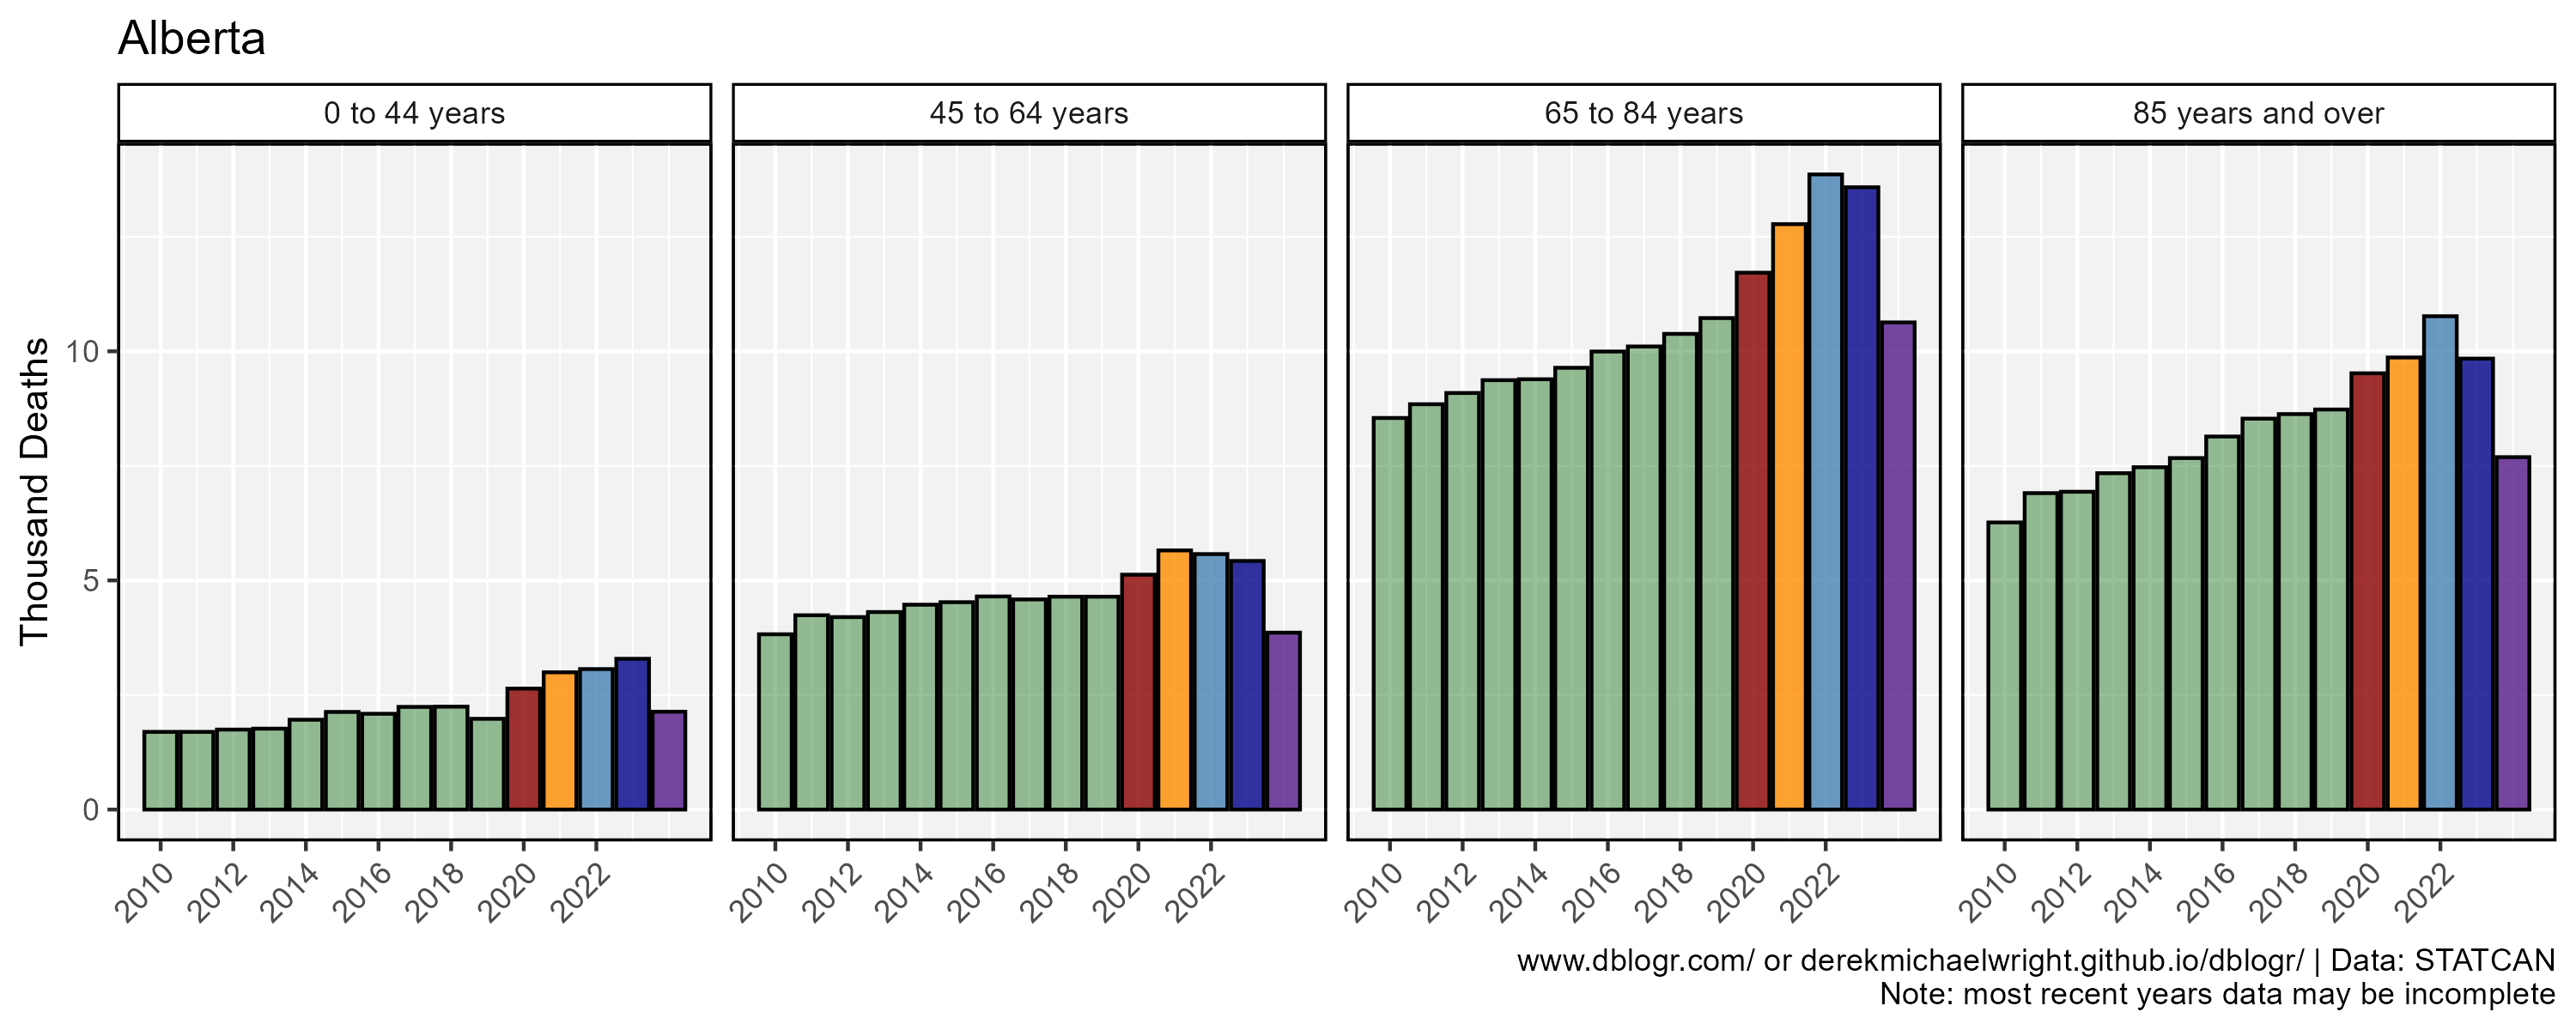 Alberta
0 to 44 years
45 to 64 years
65 to 84 years
85 years and over
Thousand Deaths
10
5
0
2010 2012 2014 2016 2018 2020 2022
2010 2012 2014 2016 2018 2020 2022
2010 2012 2014 2016 2018 2020 2022
2010 2012 2014 2016 2018 2020 2022
www.dblogr.com/ or derekmichaelwright.github.io/dblogr/ | Data: STATCAN
Note: most recent years data may be incomplete